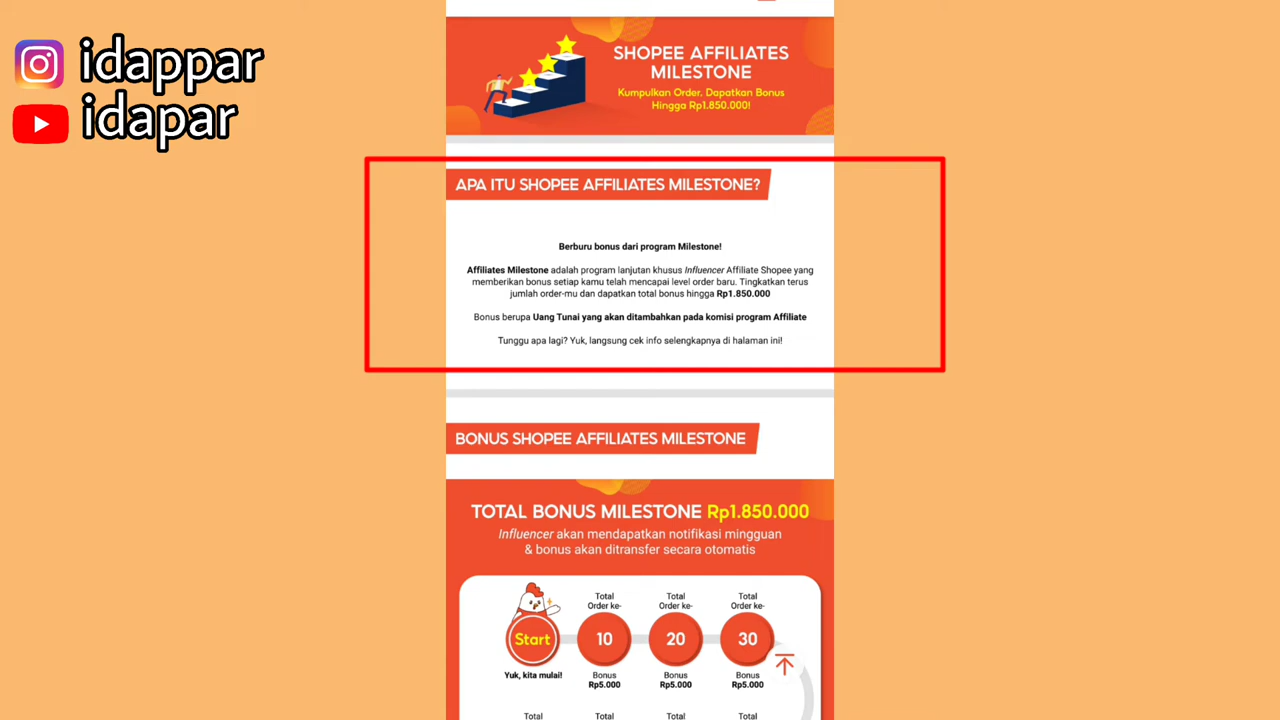 idappar
idapar
SHOPEE AFFILIATES
MILESTONE
Kumpulkan Order, Dapatkan Bonus
Hingga Rp1.850.000!
APA ITU SHOPEE AFFILIATES MILESTONE?
Berburu bonus dari program Milestone!
Affiliates Milestone adalah program lanjutan khusus Influencer Affiliate Shopee yang
memberikan bonus setiap kamu telah mencapai level order baru. Tingkatkan terus
jumlah order-mu dan dapatkan total bonus hingga Rp1.850.000
Bonus berupa Uang Tunai yang akan ditambahkan pada komisi program Affiliate
Tunggu apa lagi? Yuk, langsung cek info selengkapnya di halaman ini!
BONUS SHOPEE AFFILIATES MILESTONE
TOTAL BONUS MILESTONE Rp1.850.000
Influencer akan mendapatkan notifikasi mingguan
& bonus akan ditransfer secara otomatis
Total Total Total
Order ke- Order ke- Order ke-
Start 10 20 30
Yuk, kita mulai! Bonus Bonus Bonus
Rp5.000 Rp5.000 Rp5.000
Total Total Total Total